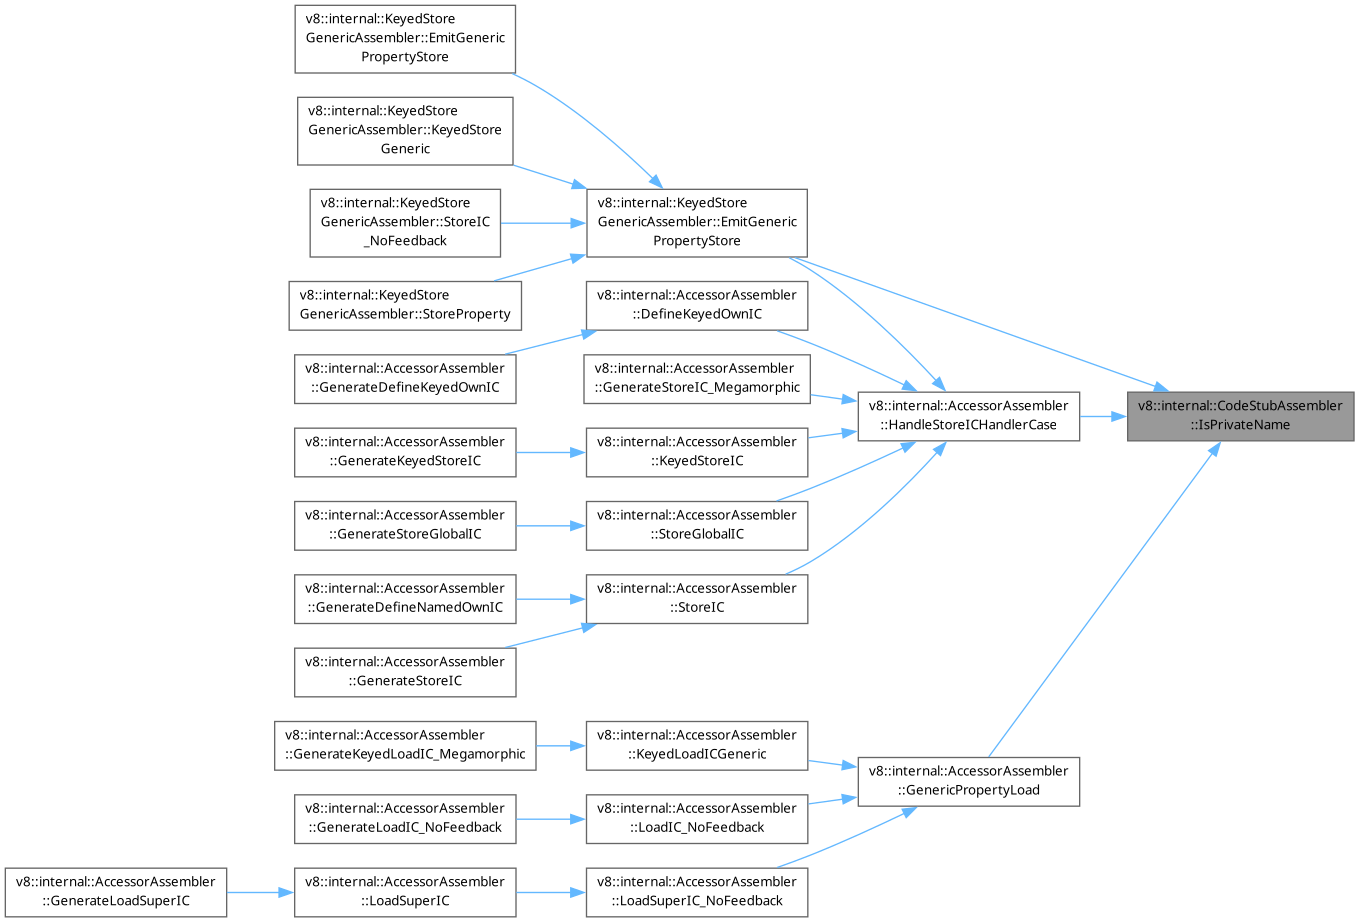 v8::internal::KeyedStore
GenericAssembler::EmitGeneric
PropertyStore
v8::internal::KeyedStore
GenericAssembler::KeyedStore
Generic
v8::internal::KeyedStore
GenericAssembler::StoreIC
_NoFeedback
v8::internal::KeyedStore
GenericAssembler::StoreProperty
v8::internal::AccessorAssembler
::GenerateDefineKeyedOwnIC
v8::internal::AccessorAssembler
::GenerateKeyedStoreIC
v8::internal::AccessorAssembler
::GenerateStoreGlobalIC
v8::internal::AccessorAssembler
::GenerateDefineNamedOwnIC
v8::internal::AccessorAssembler
::GenerateStoreIC
v8::internal::AccessorAssembler
::GenerateKeyedLoadIC_Megamorphic
v8::internal::AccessorAssembler
::GenerateLoadIC_NoFeedback
v8::internal::AccessorAssembler
::GenerateLoadSuperIC
v8::internal::AccessorAssembler
::LoadSuperIC
v8::internal::KeyedStore
GenericAssembler::EmitGeneric
PropertyStore
v8::internal::AccessorAssembler
::DefineKeyedOwnIC
v8::internal::AccessorAssembler
::GenerateStoreIC_Megamorphic
v8::internal::AccessorAssembler
::KeyedStoreIC
v8::internal::AccessorAssembler
::StoreGlobalIC
v8::internal::AccessorAssembler
::StoreIC
v8::internal::AccessorAssembler
::KeyedLoadICGeneric
v8::internal::AccessorAssembler
::LoadIC_NoFeedback
v8::internal::AccessorAssembler
::LoadSuperIC_NoFeedback
v8::internal::AccessorAssembler
::HandleStoreICHandlerCase
v8::internal::AccessorAssembler
::GenericPropertyLoad
v8::internal::CodeStubAssembler
::IsPrivateName